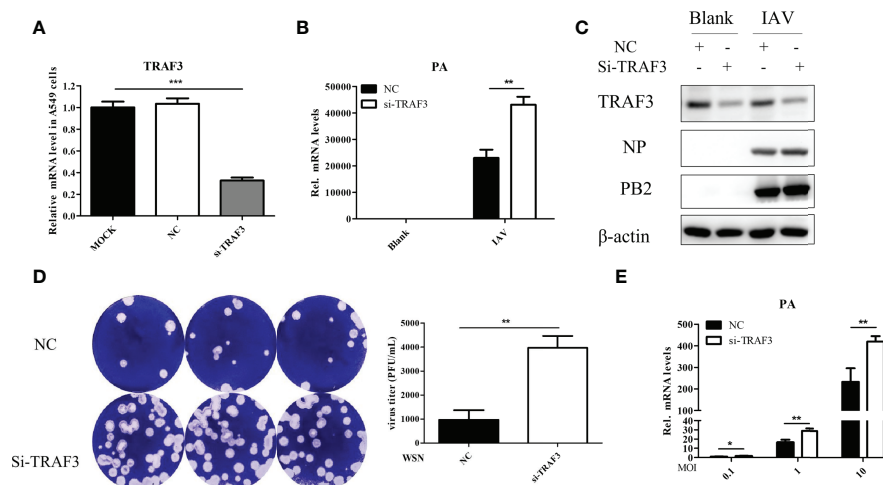 A
TRAF3
***
Relative mRNA level in A549 cells
1.4
1.2
1.0
0.8
0.6
0.4
0.2
0.0
MOCK
NC
si-TRAF3
B
PA
NC
si-TRAF3
**
Rel. mRNA levels
50000
40000
30000
20000
10000
0
Blank
IAV
C
Blank IAV
NC + - + -
Si-TRAF3 - + - +
TRAF3
NP
PB2
β-actin
D
NC
Si-TRAF3
**
virus titer (PFU/mL)
5000
4000
3000
2000
1000
0
WSN
NC
si-TRAF3
E
PA
NC
si-TRAF3
**
**
*
Rel. mRNA levels
500
400
300
200
100
40
30
20
10
0
MOI
0.1
1
10